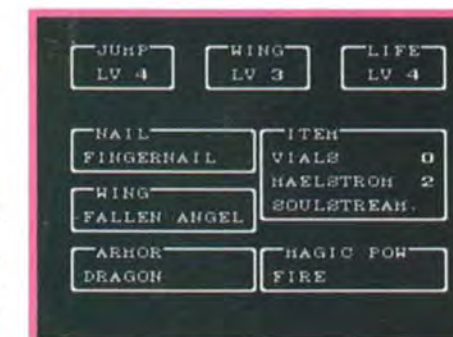 JUMP WING LIFE
LV 4 LV 3 LV 4
NAIL
FINGERNAIL
WING
FALLEN ANGEL
ARMOR
DRAGON
ITEM
VIALS 0
MAELSTROM 2
SOULSTREAM.
MAGIC POW
FIRE